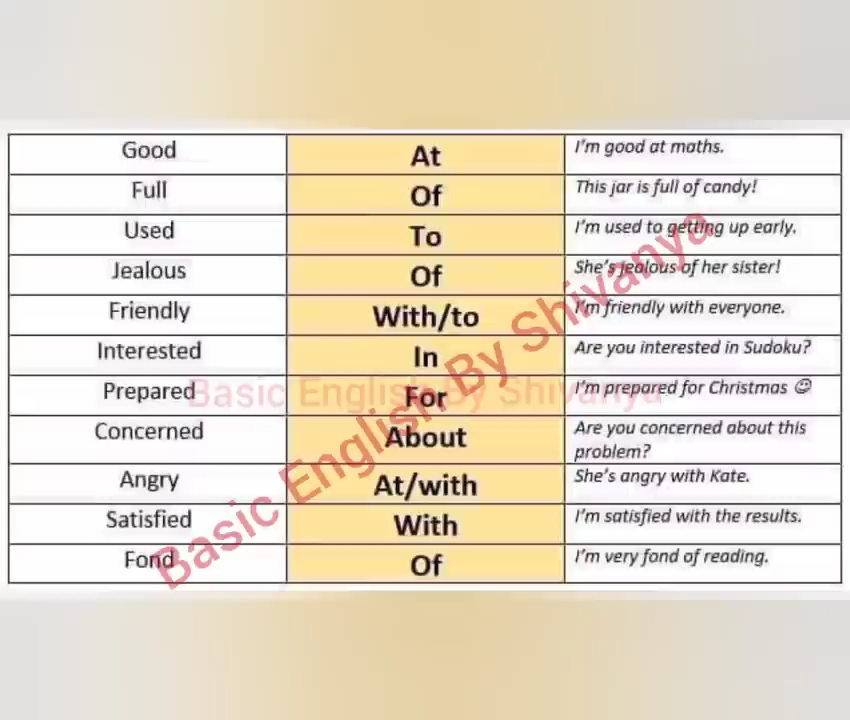 Good At I'm good at maths.
Full Of This jar is full of candy!
Used To I'm used to getting up early.
Jealous Of She's jealous of her sister!
Friendly With/to I'm friendly with everyone.
Interested In Are you interested in Sudoku?
Prepared For I'm prepared for Christmas ☺
Concerned About Are you concerned about this
problem?
Angry At/with She's angry with Kate.
Satisfied With I'm satisfied with the results.
Fond Of I'm very fond of reading.
Basic English By Shivanya
Basic English By Shivanya